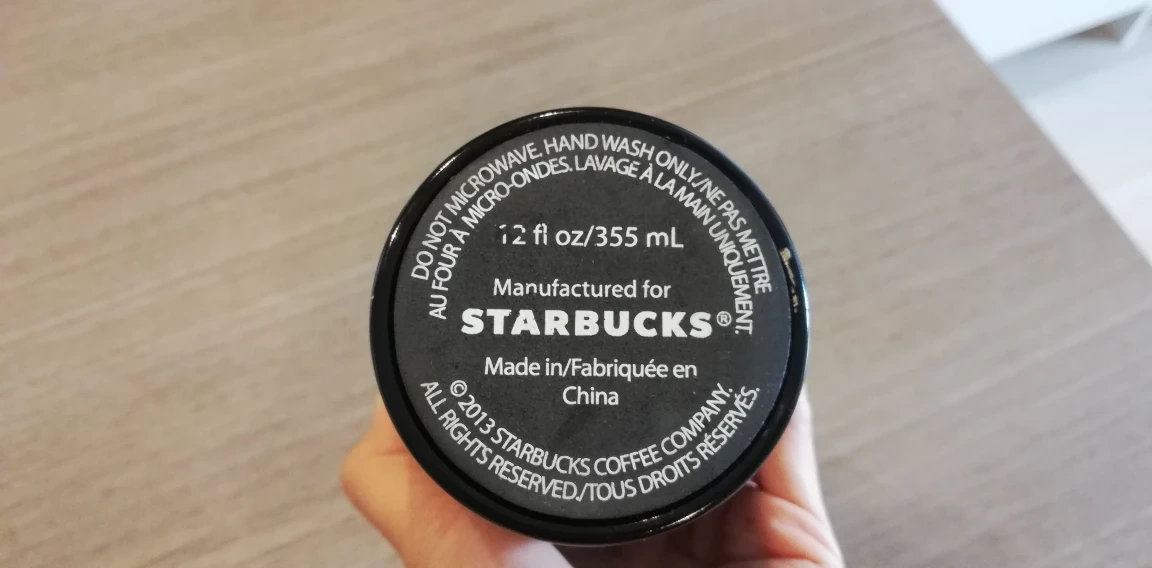 DO NOT MICROWAVE. HAND WASH ONLY./NE PAS METTRE
AU FOUR À MICRO-ONDES. LAVAGE À LA MAIN UNIQUEMENT.
12 fl oz/355 mL
Manufactured for
STARBUCKS®
Made in/Fabriquée en
China
©2013 STARBUCKS COFFEE COMPANY.
ALL RIGHTS RESERVED./TOUS DROITS RÉSERVÉS.